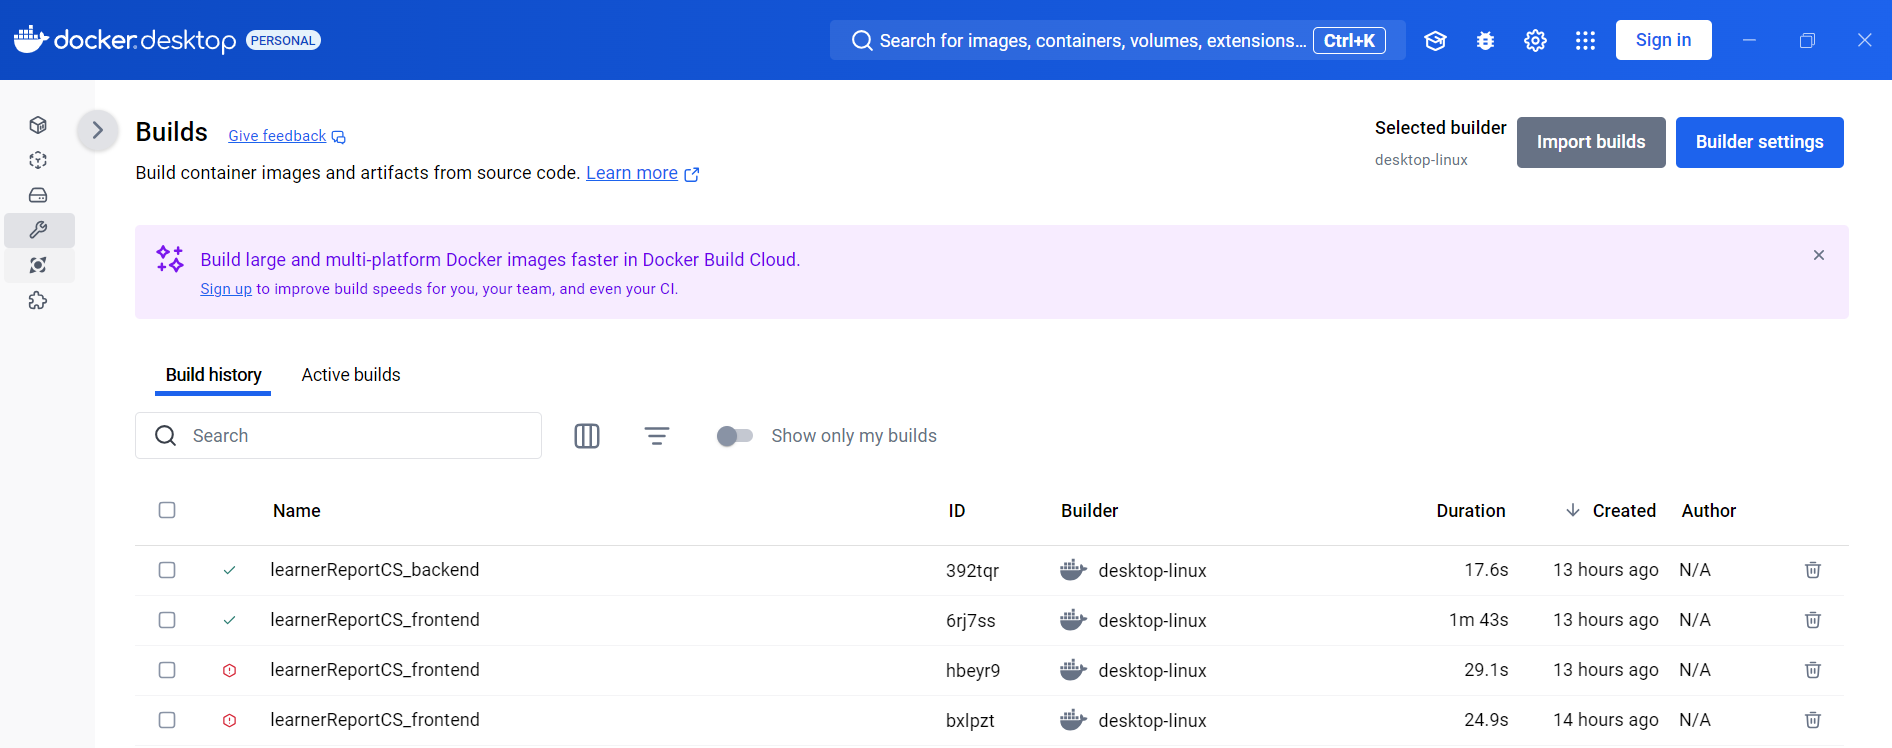 docker.desktop PERSONAL
Search for images, containers, volumes, extensions... Ctrl+K
Sign in
Builds Give feedback
Build container images and artifacts from source code. Learn more
Selected builder
desktop-linux
Import builds
Builder settings
Build large and multi-platform Docker images faster in Docker Build Cloud.
Sign up to improve build speeds for you, your team, and even your CI.
Build history Active builds
Search
Show only my builds
Name ID Builder Duration Created Author
learnerReportCS_backend 392tqr desktop-linux 17.6s 13 hours ago N/A
learnerReportCS_frontend 6rj7ss desktop-linux 1m 43s 13 hours ago N/A
learnerReportCS_frontend hbeyr9 desktop-linux 29.1s 13 hours ago N/A
learnerReportCS_frontend bxlpzt desktop-linux 24.9s 14 hours ago N/A